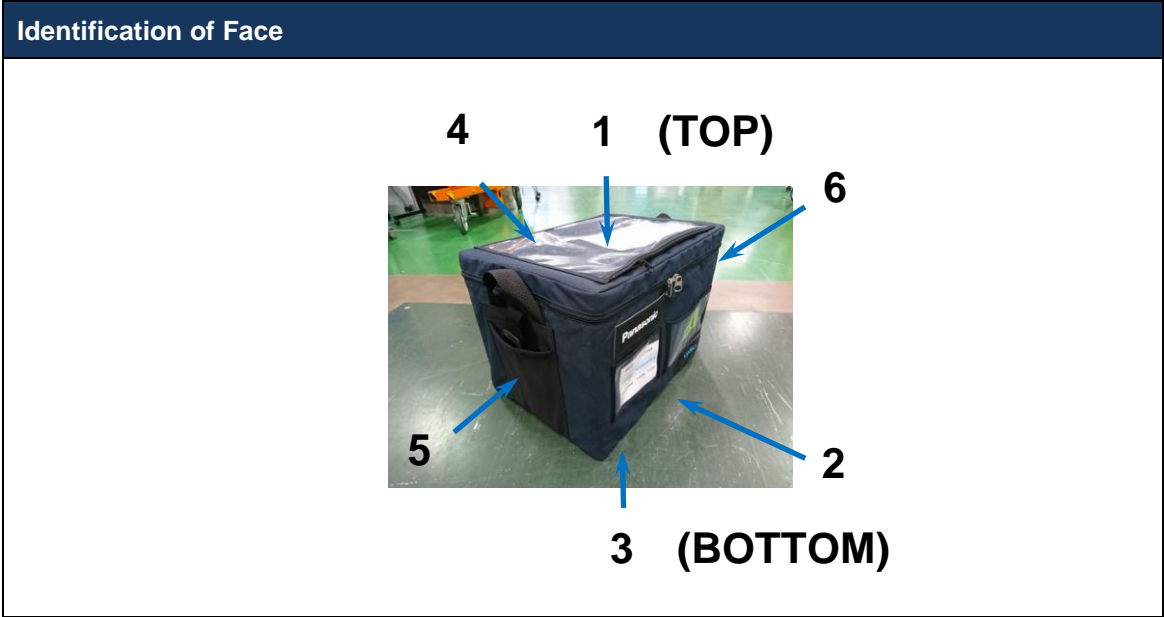 Identification of Face
4 1 (TOP)
6
Panasonic
5
2
3 (BOTTOM)